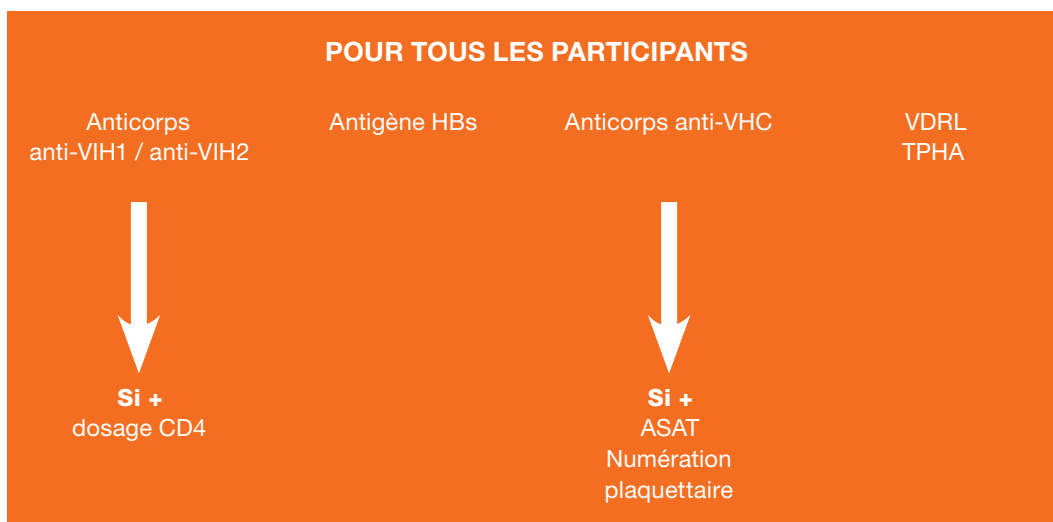 POUR TOUS LES PARTICIPANTS
Anticorps
anti-VIH1 / anti-VIH2
Antigène HBs
Anticorps anti-VHC
VDRL
TPHA
Si +
dosage CD4
Si +
ASAT
Numération
plaquettaire